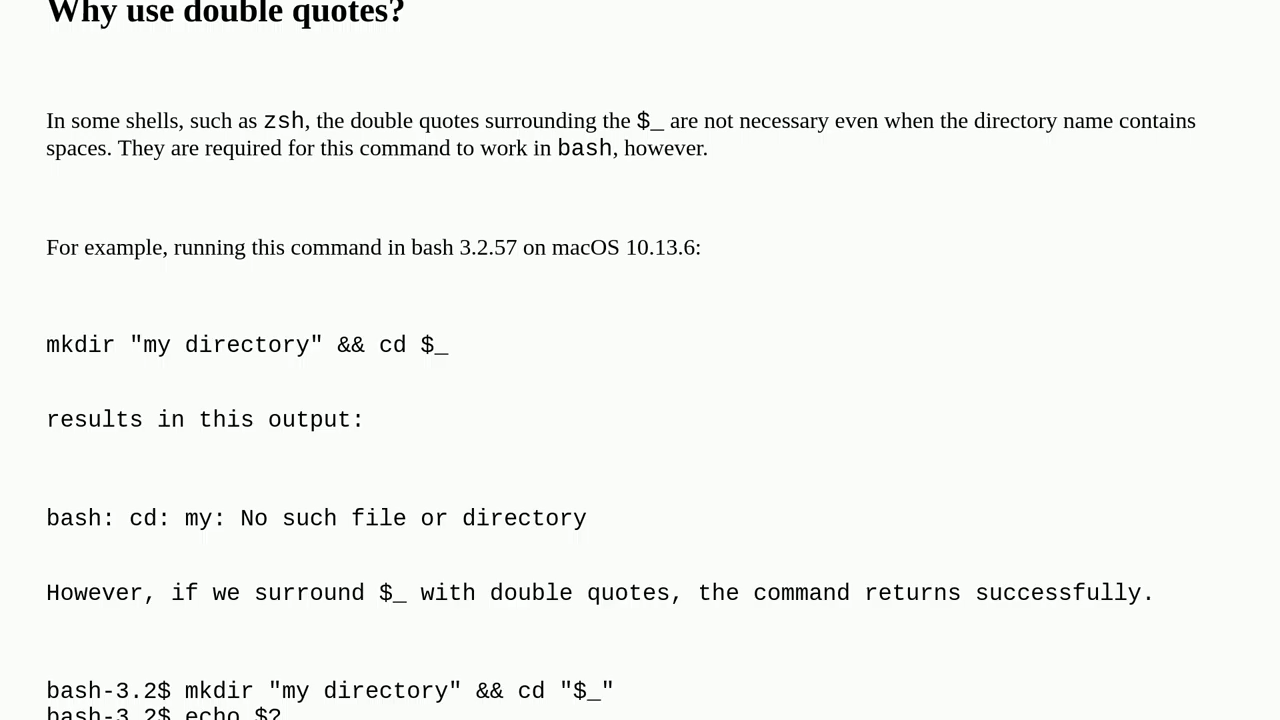 Why use double quotes?
In some shells, such as zsh, the double quotes surrounding the $_ are not necessary even when the directory name contains
spaces. They are required for this command to work in bash, however.
For example, running this command in bash 3.2.57 on macOS 10.13.6:
mkdir "my directory" && cd $_
results in this output:
bash: cd: my: No such file or directory
However, if we surround $_ with double quotes, the command returns successfully.
bash-3.2$ mkdir "my directory" && cd "$_"
bash-3.2$ echo $?